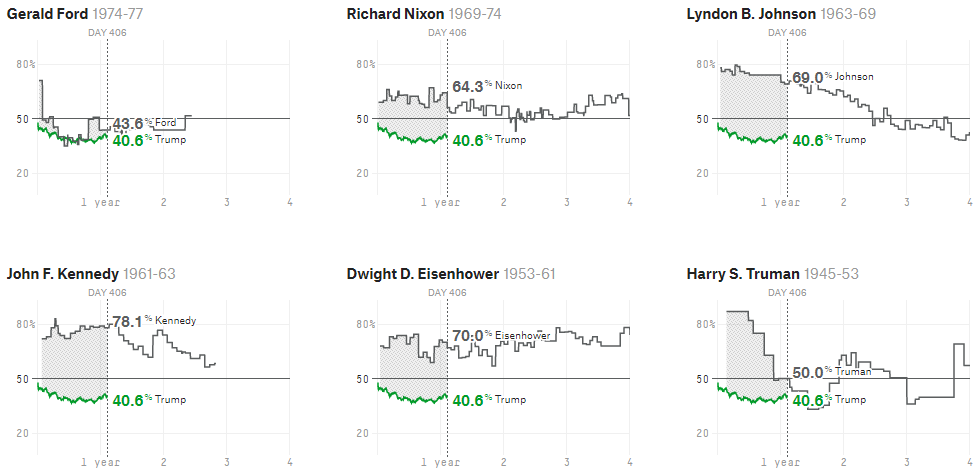 Gerald Ford 1974-77
DAY 406
80%
50
20
43.6% Ford
40.6% Trump
1 year 2 3 4
Richard Nixon 1969-74
DAY 406
80%
50
20
64.3% Nixon
40.6% Trump
1 year 2 3 4
Lyndon B. Johnson 1963-69
DAY 406
80%
50
20
69.0% Johnson
40.6% Trump
1 year 2 3 4
John F. Kennedy 1961-63
DAY 406
80%
50
20
78.1% Kennedy
40.6% Trump
1 year 2 3 4
Dwight D. Eisenhower 1953-61
DAY 406
80%
50
20
70.0% Eisenhower
40.6% Trump
1 year 2 3 4
Harry S. Truman 1945-53
DAY 406
80%
50
20
50.0% Truman
40.6% Trump
1 year 2 3 4